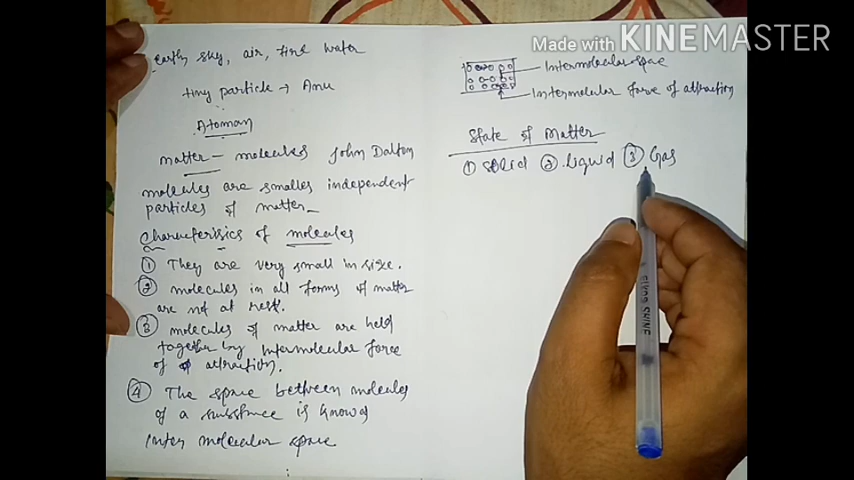 earth, sky, air, fire water
tiny particle → Anu
Atoman
matter – molecules John Dalton
molecules are smalles independent
particles of matter –
Characterisics of molecules
① They are very small in size.
② molecules in all forms of matter
are not at rest.
③ molecules of matter are held
together by Intermolecular force
of attraction.
④ The space between molecules
of a is known
Inter molecular space
Made with KINEMASTER
Intermolecular space
Intermolecular force of attraction
State of Matter
① Solid ② liquid ③ Gas